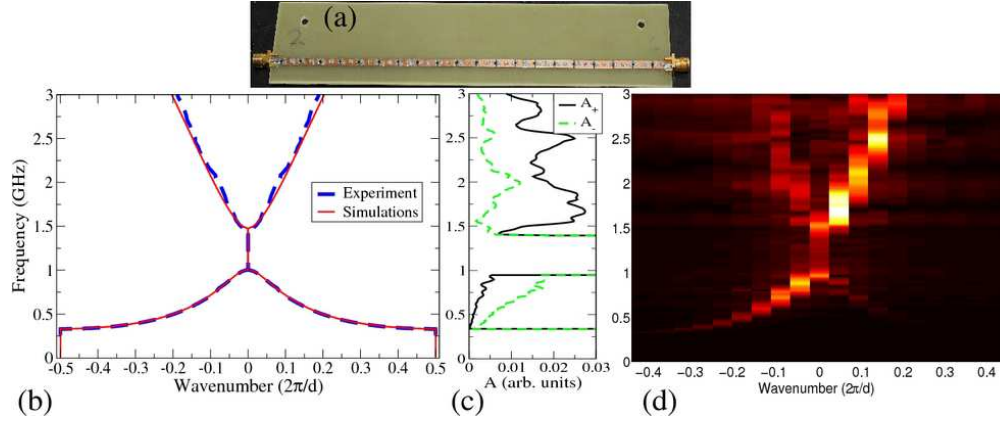 (a)
2
3
2.5
2
1.5
1
0.5
0
Frequency (GHz)
Experiment
Simulations
-0.5 -0.4 -0.3 -0.2 -0.1 0 0.1 0.2 0.3 0.4 0.5
Wavenumber (2π/d)
(b)
A+
A-
3
2.5
2
1.5
1
0.5
0
0 0.01 0.02 0.03
A (arb. units)
(c)
3
2.5
2
1.5
1
0.5
0
-0.4 -0.3 -0.2 -0.1 0 0.1 0.2 0.3 0.4
Wavenumber (2π/d)
(d)